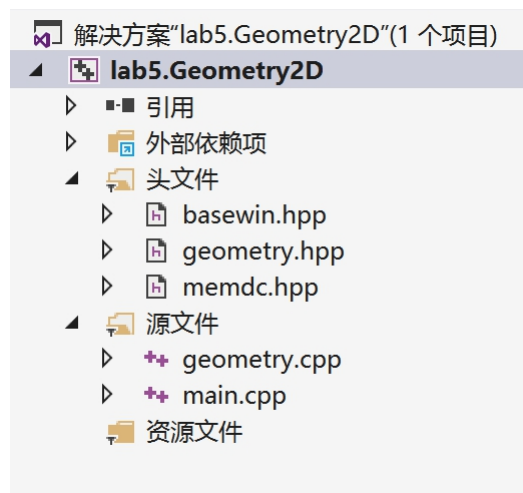 解决方案“lab5.Geometry2D”(1 个项目)
lab5.Geometry2D
引用
外部依赖项
头文件
basewin.hpp
geometry.hpp
memdc.hpp
源文件
geometry.cpp
main.cpp
资源文件